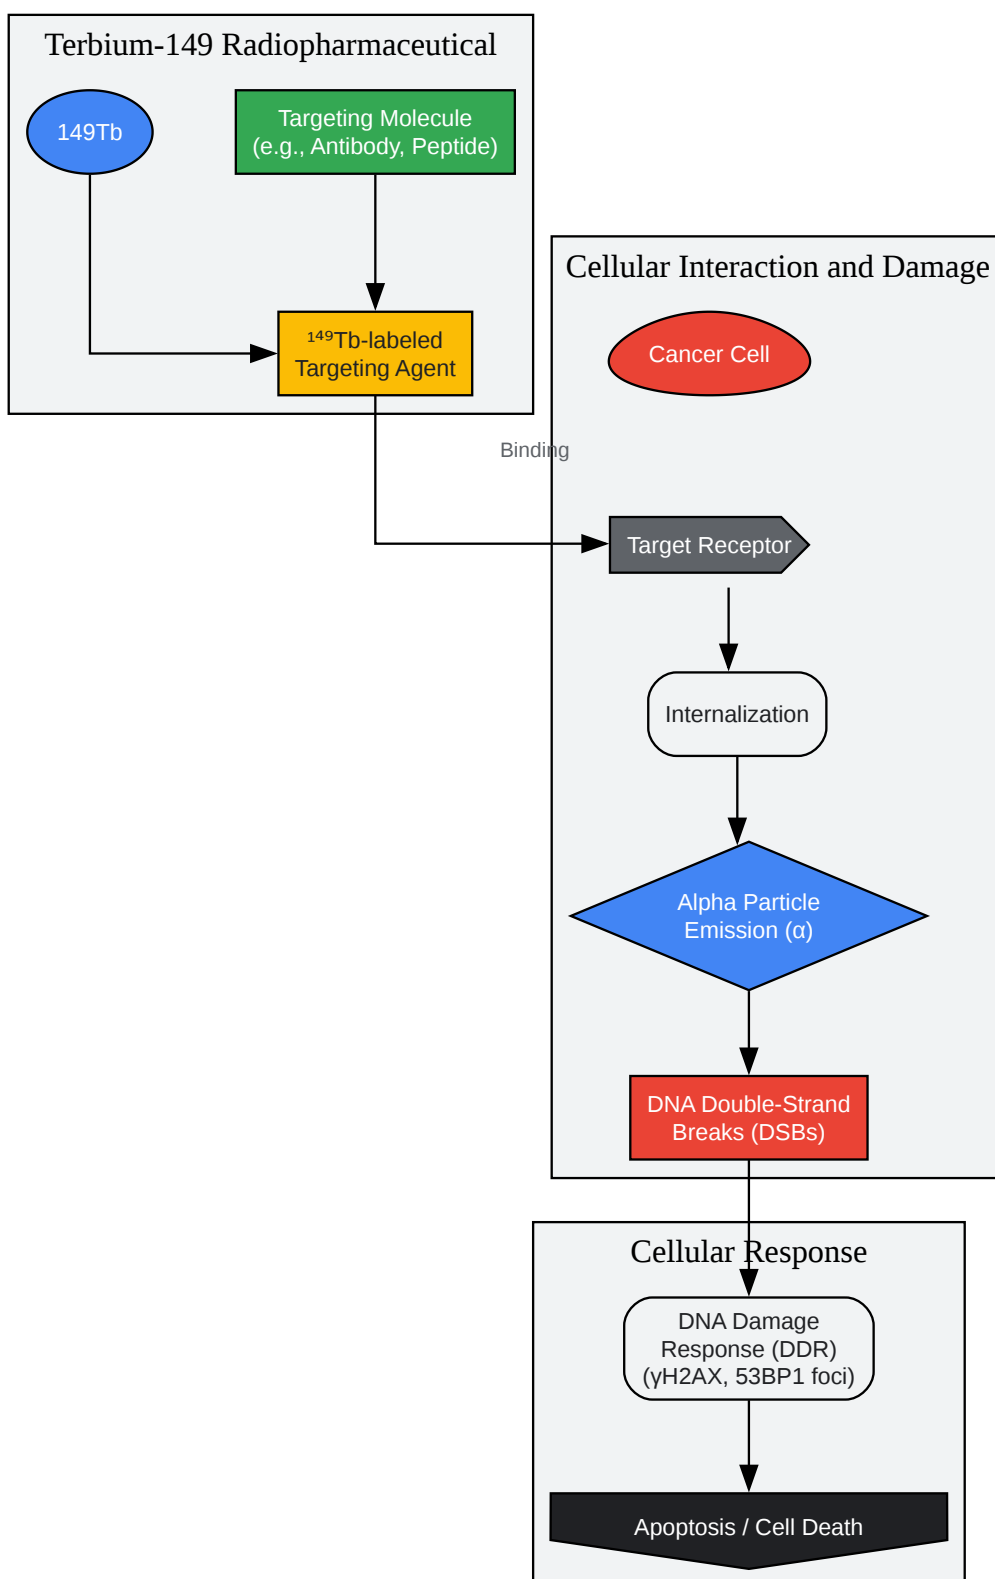 Terbium-149 Radiopharmaceutical
149Tb
Targeting Molecule
(e.g., Antibody, Peptide)
¹⁴⁹Tb-labeled
Targeting Agent
Binding
Cellular Interaction and Damage
Cancer Cell
Target Receptor
Internalization
Alpha Particle
Emission (α)
DNA Double-Strand
Breaks (DSBs)
Cellular Response
DNA Damage
Response (DDR)
(γH2AX, 53BP1 foci)
Apoptosis / Cell Death